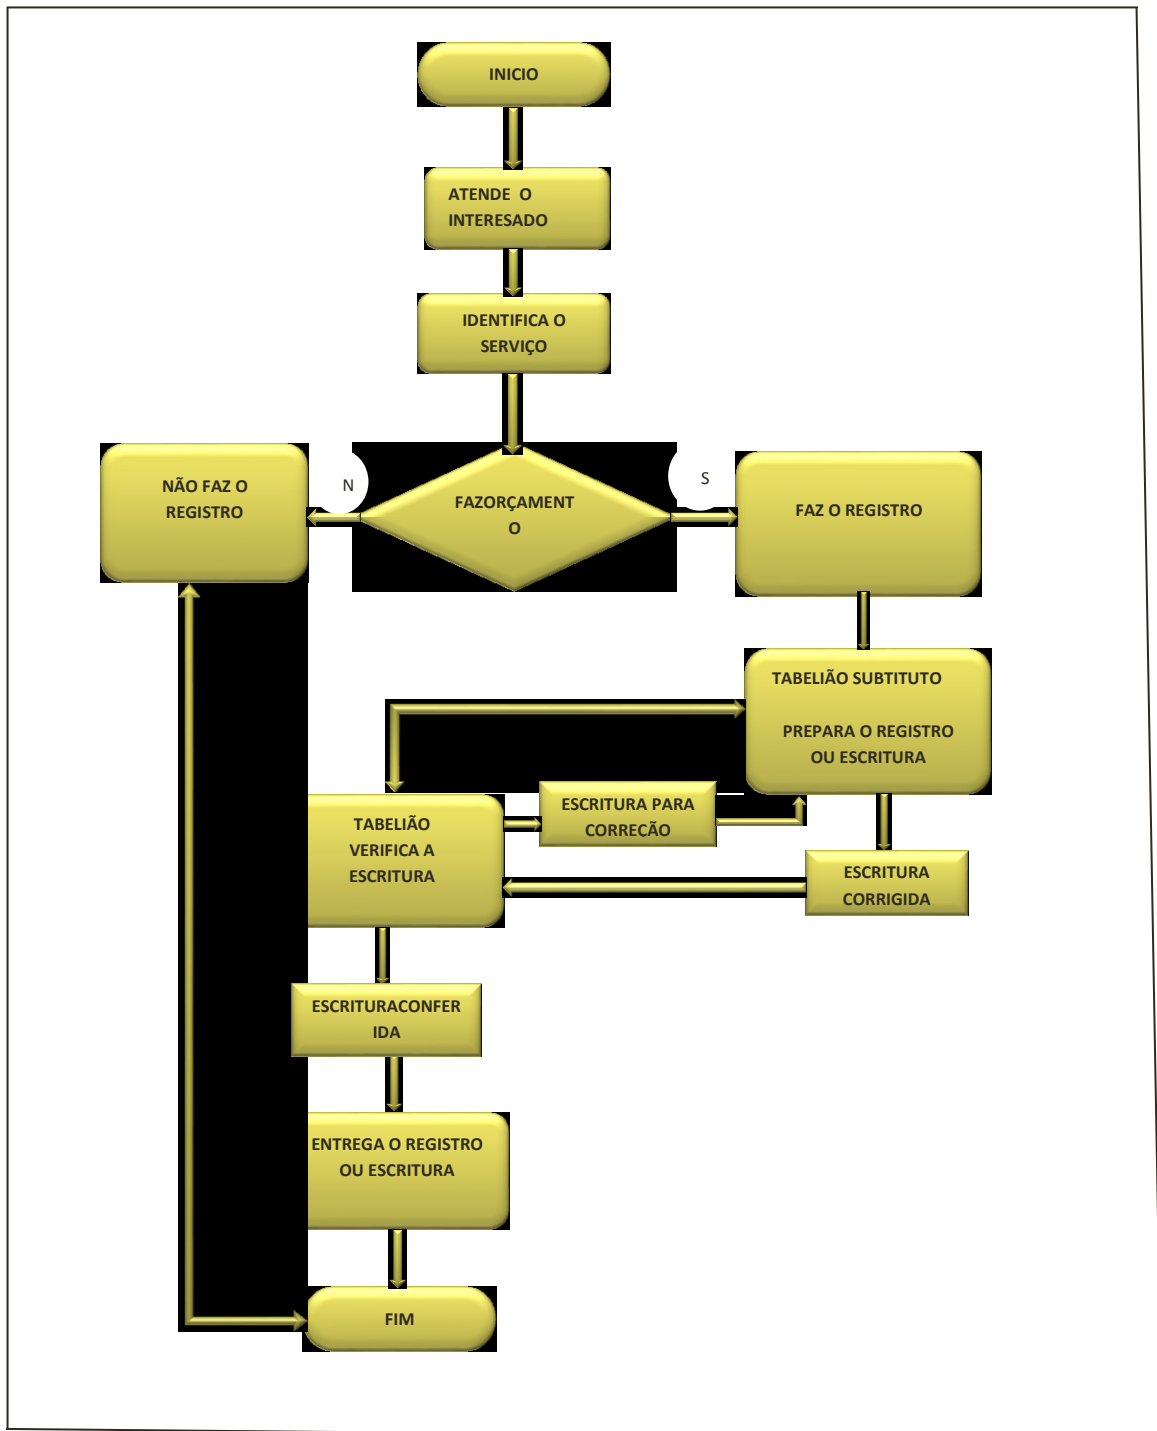 INICIO
ATENDE O
INTERESADO
IDENTIFICA O
SERVIÇO
NÃO FAZ O
REGISTRO
N
FAZORÇAMENT
O
S
FAZ O REGISTRO
TABELIÃO SUBTITUTO
PREPARA O REGISTRO
OU ESCRITURA
ESCRITURA PARA
CORREÇÃO
TABELIÃO
VERIFICA A
ESCRITURA
ESCRITURA
CORRIGIDA
ESCRITURACONFER
IDA
ENTREGA O REGISTRO
OU ESCRITURA
FIM